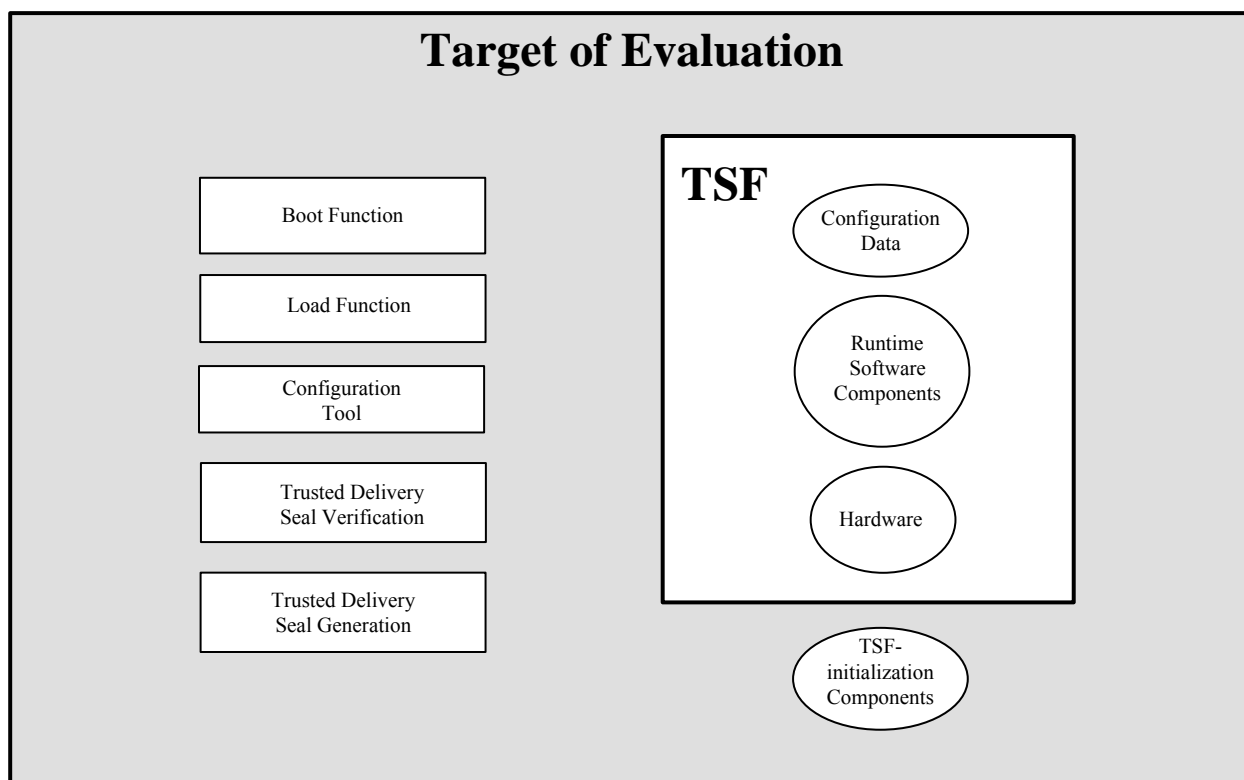 Target of Evaluation
Boot Function
Load Function
Configuration
Tool
Trusted Delivery
Seal Verification
Trusted Delivery
Seal Generation
TSF
Configuration
Data
Runtime
Software
Components
Hardware
TSF-
initialization
Components